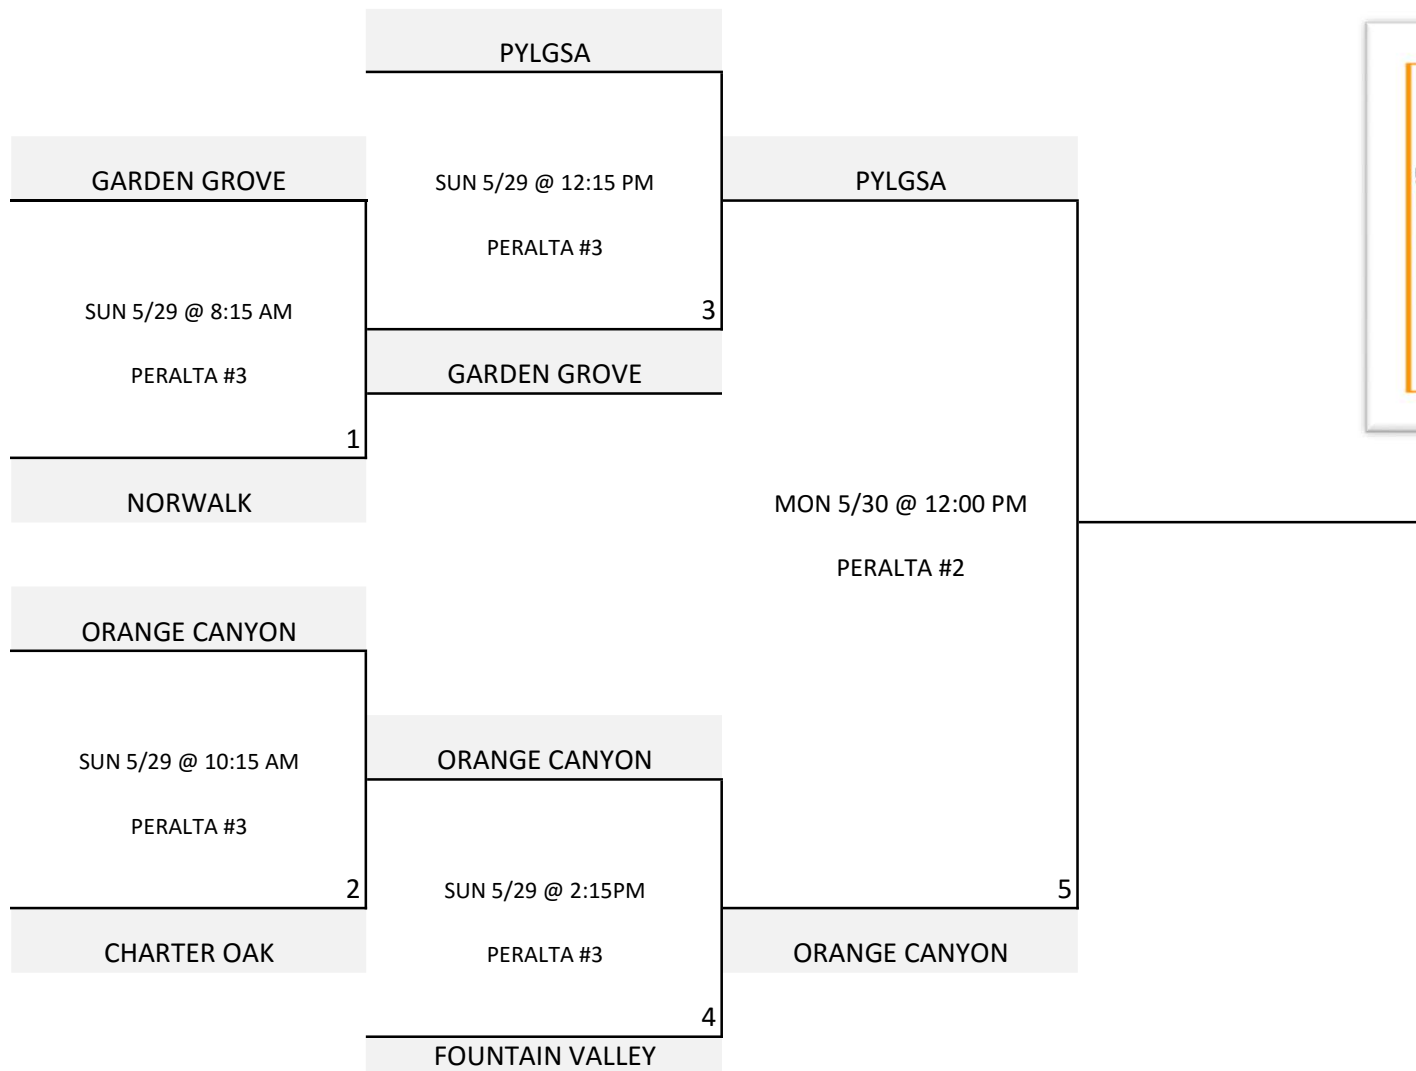 PYLGSA
GARDEN GROVE
SUN 5/29 @ 12:15 PM
PYLGSA
PERALTA #3
SUN 5/29 @ 8:15 AM
3
PERALTA #3
GARDEN GROVE
1
NORWALK
MON 5/30 @ 12:00 PM
PERALTA #2
ORANGE CANYON
SUN 5/29 @ 10:15 AM
ORANGE CANYON
PERALTA #3
2
SUN 5/29 @ 2:15PM
5
CHARTER OAK
PERALTA #3
ORANGE CANYON
4
FOUNTAIN VALLEY